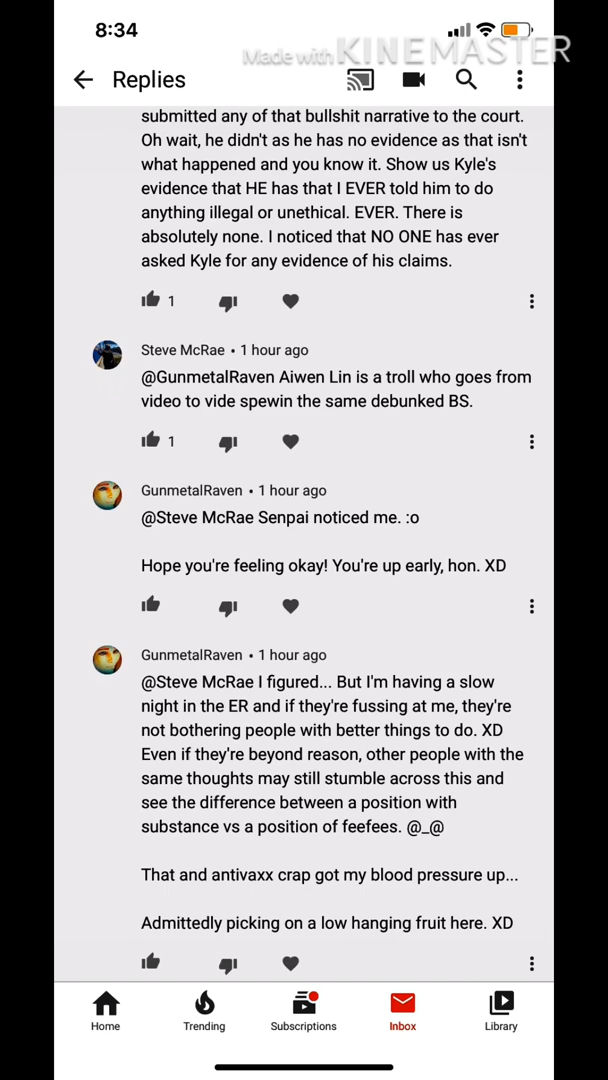 8:34
Made with KINEMASTER
Replies
submitted any of that bullshit narrative to the court.
Oh wait, he didn't as he has no evidence as that isn't
what happened and you know it. Show us Kyle's
evidence that HE has that I EVER told him to do
anything illegal or unethical. EVER. There is
absolutely none. I noticed that NO ONE has ever
asked Kyle for any evidence of his claims.
1
Steve McRae • 1 hour ago
@GunmetalRaven Aiwen Lin is a troll who goes from
video to vide spewin the same debunked BS.
1
GunmetalRaven • 1 hour ago
@Steve McRae Senpai noticed me. :o
Hope you're feeling okay! You're up early, hon. XD
GunmetalRaven • 1 hour ago
@Steve McRae I figured... But I'm having a slow
night in the ER and if they're fussing at me, they're
not bothering people with better things to do. XD
Even if they're beyond reason, other people with the
same thoughts may still stumble across this and
see the difference between a position with
substance vs a position of feefees. @_@
That and antivaxx crap got my blood pressure up...
Admittedly picking on a low hanging fruit here. XD
Home Trending Subscriptions Inbox Library